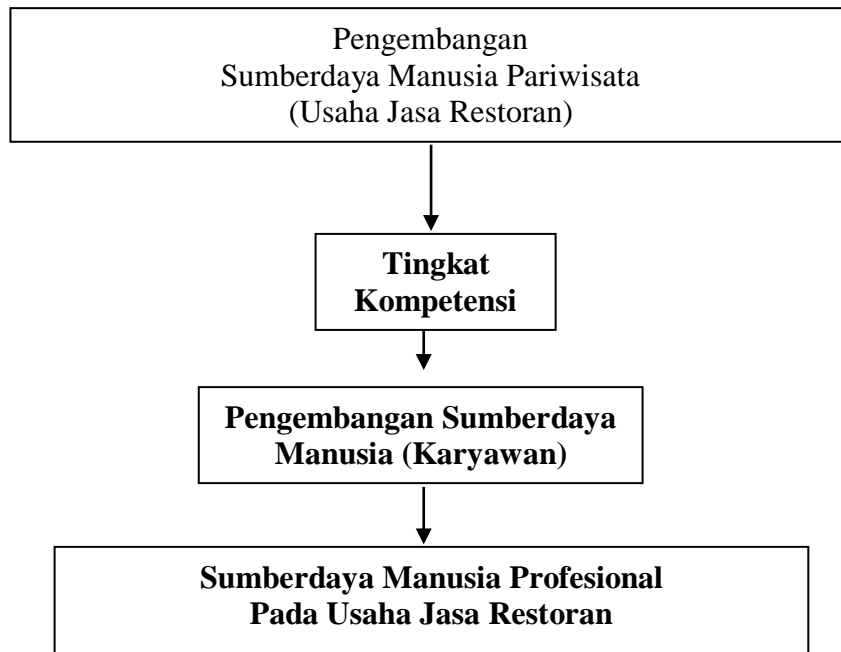 Pengembangan
Sumberdaya Manusia Pariwisata
(Usaha Jasa Restoran)
Tingkat
Kompetensi
Pengembangan Sumberdaya
Manusia (Karyawan)
Sumberdaya Manusia Profesional
Pada Usaha Jasa Restoran